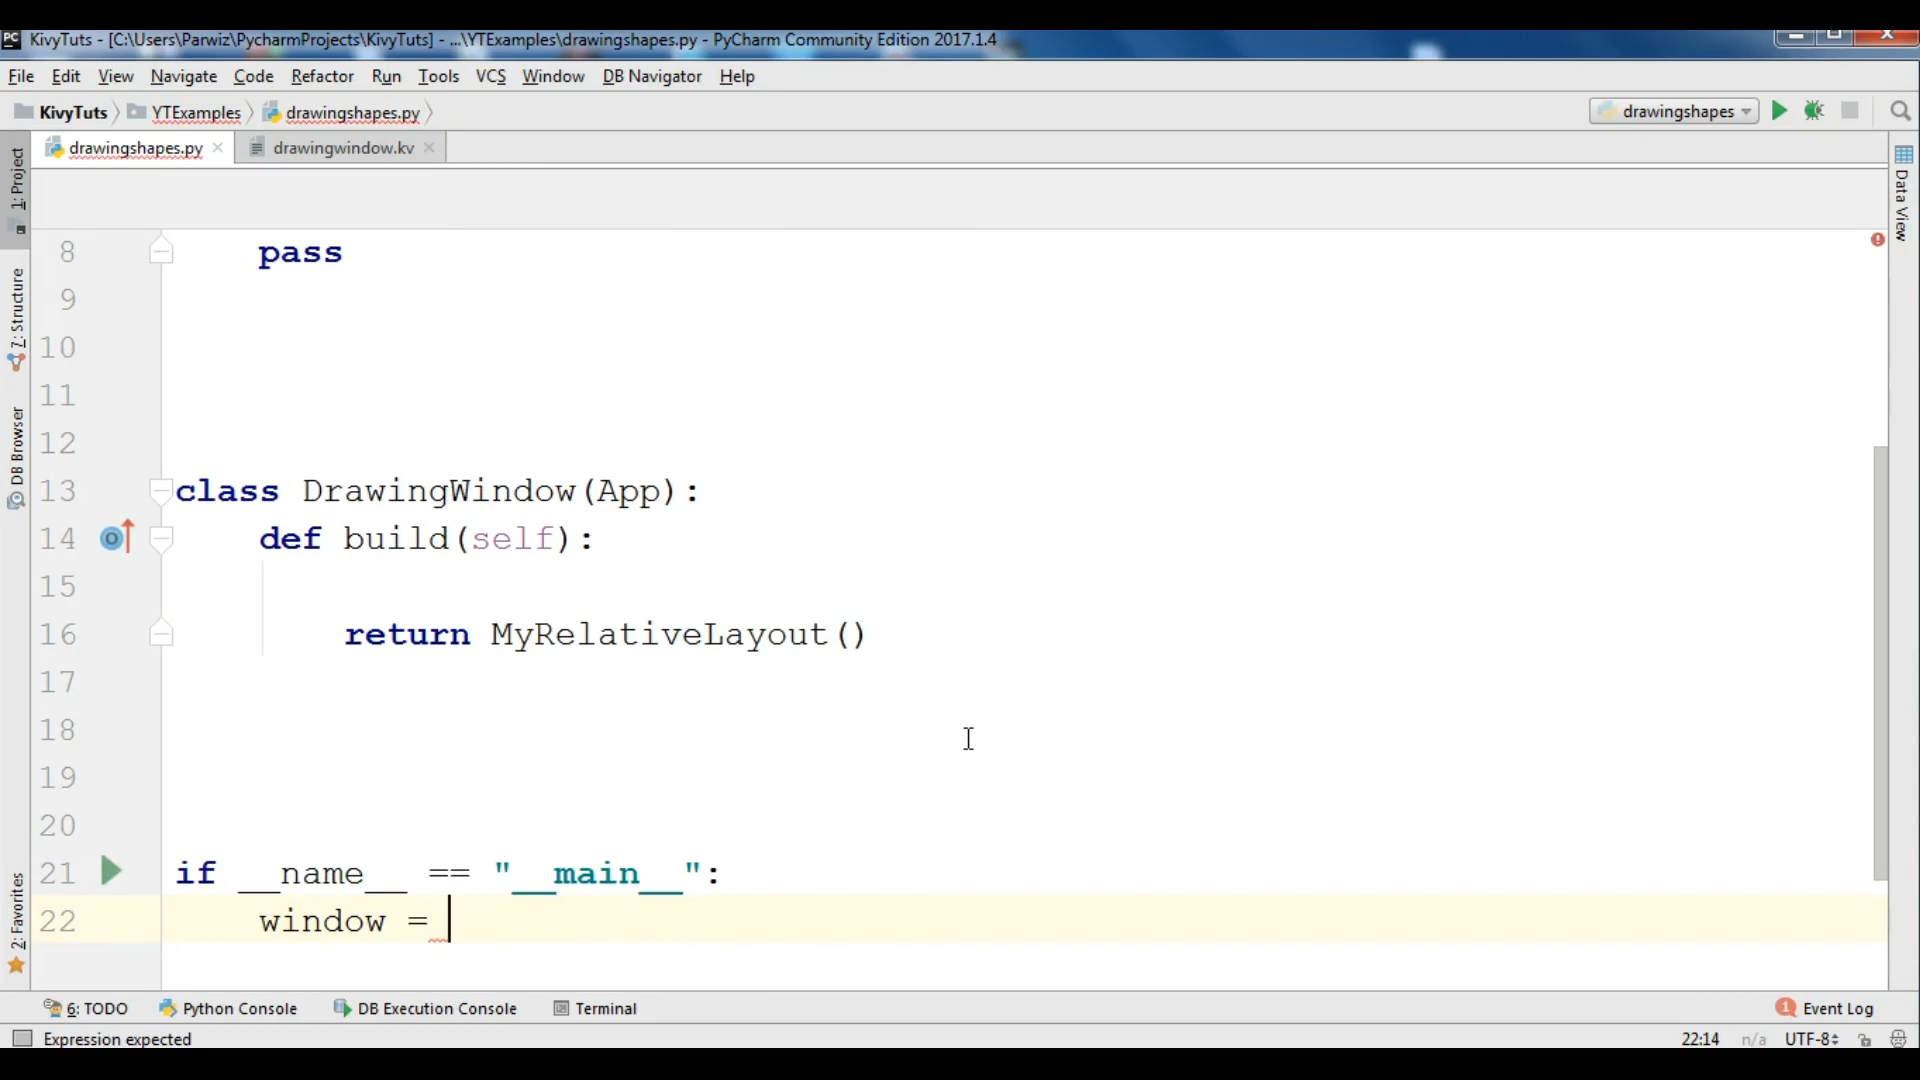 KivyTuts - [C:\Users\Parwiz\PycharmProjects\KivyTuts] - ...\YTExamples\drawingshapes.py - PyCharm Community Edition 2017.1.4
File Edit View Navigate Code Refactor Run Tools VCS Window DB Navigator Help
KivyTuts YTExamples drawingshapes.py drawingshapes
drawingshapes.py drawingwindow.kv
1: Project
7: Structure
DB Browser
2: Favorites
Data View
8 pass
9
10
11
12
13 class DrawingWindow(App):
14 def build(self):
15
16 return MyRelativeLayout()
17
18
19
20
21 if __name__ == "__main__":
22 window =
6: TODO Python Console DB Execution Console Terminal 1 Event Log
Expression expected 22:14 n/a UTF-8